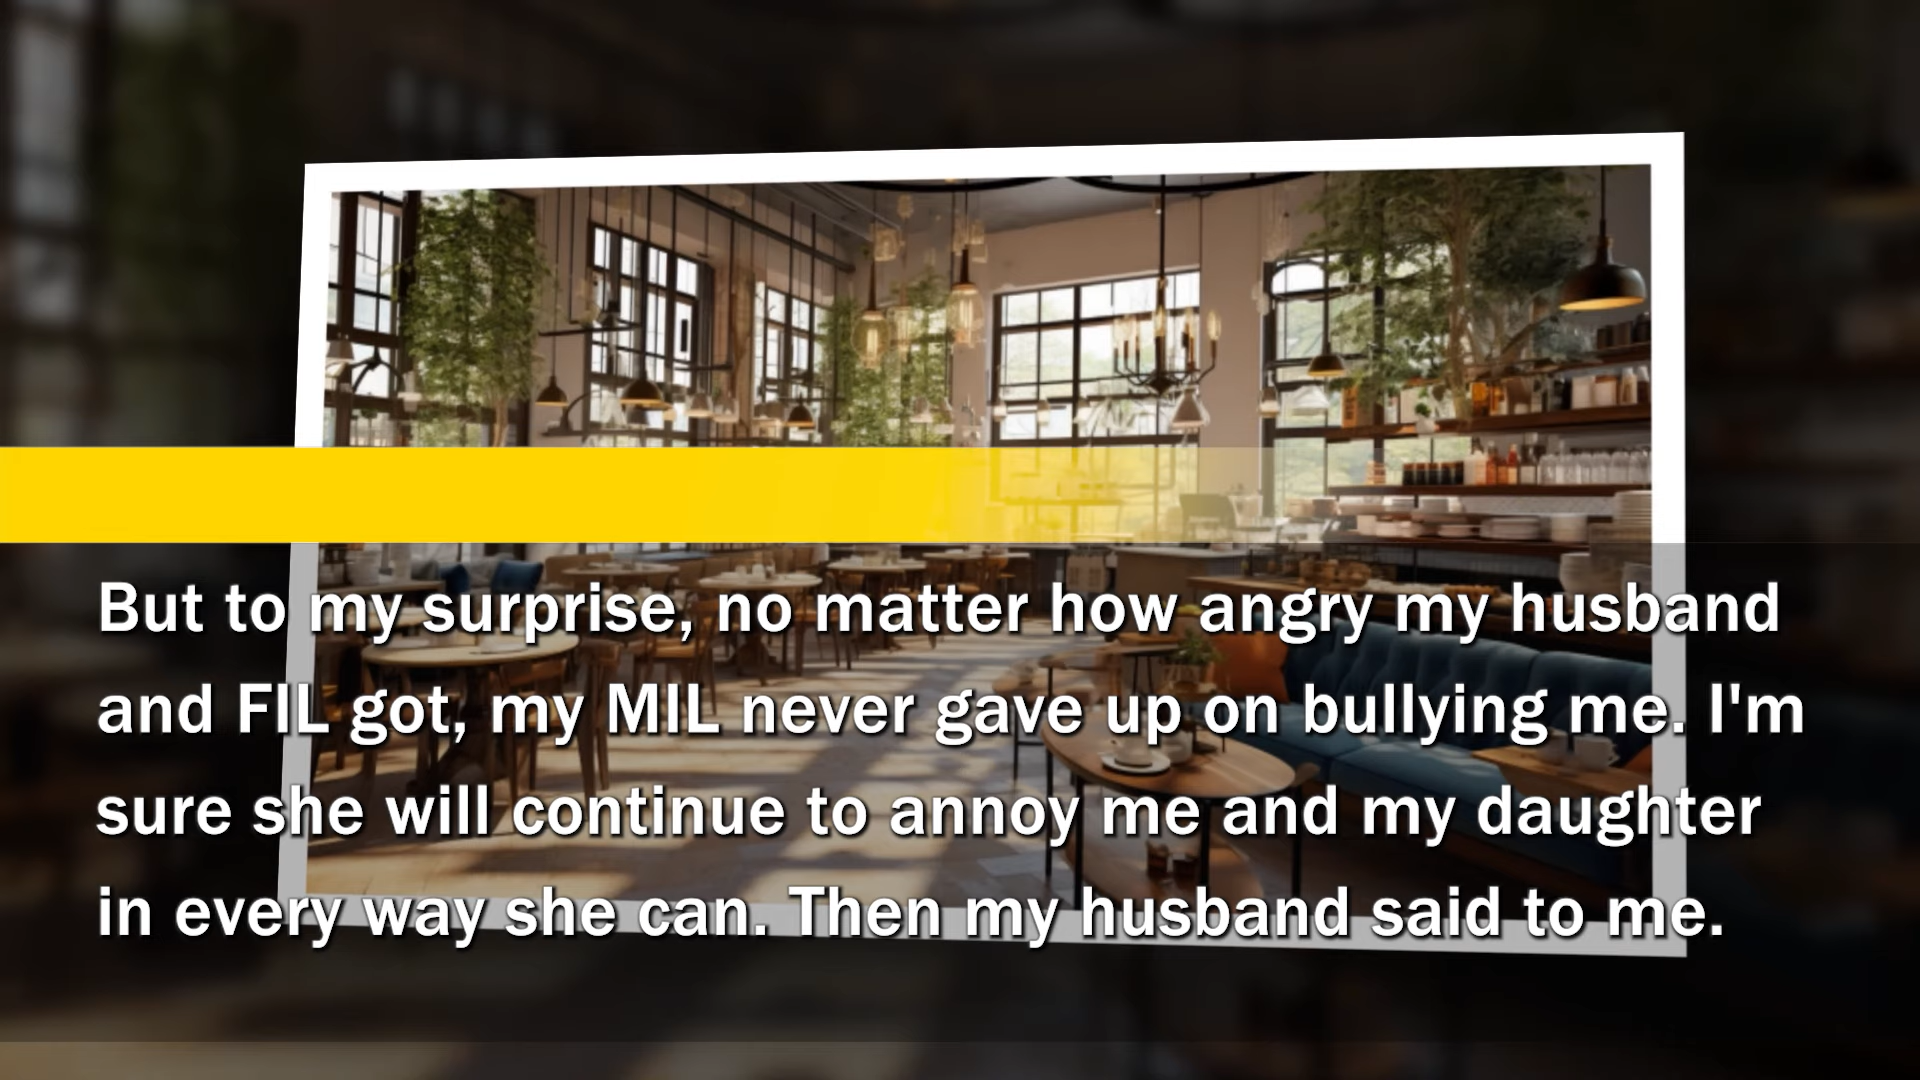 But to my surprise, no matter how angry my husband
and FIL got, my MIL never gave up on bullying me. I'm
sure she will continue to annoy me and my daughter
in every way she can. Then my husband said to me.